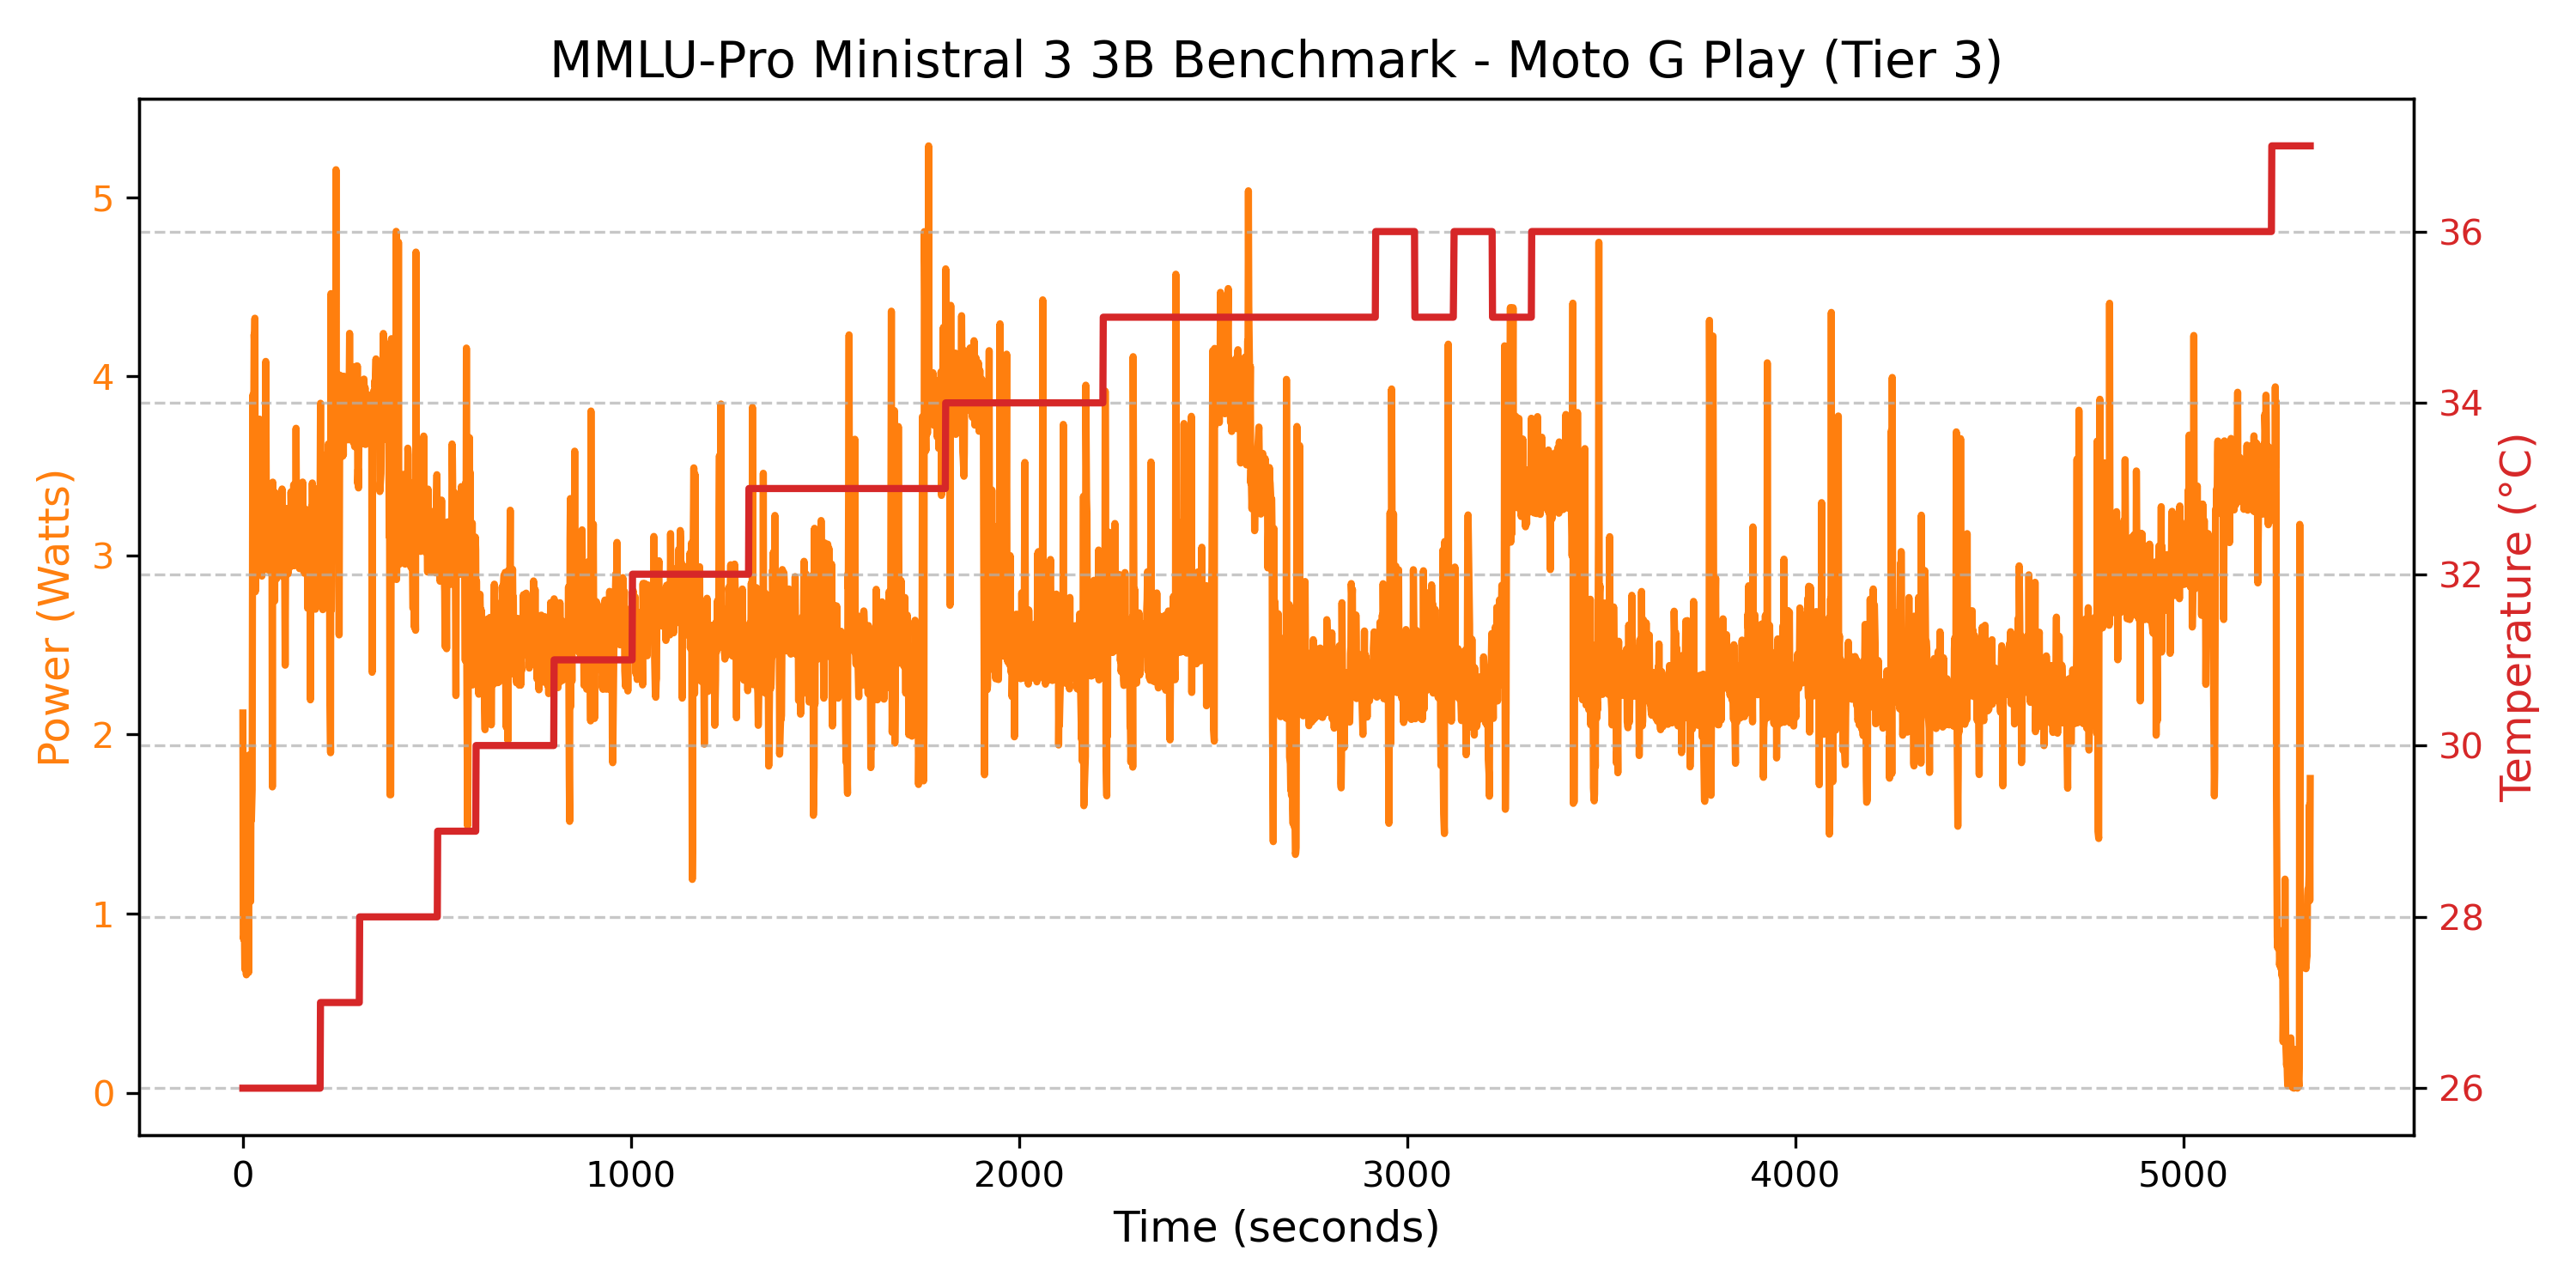 MMLU-Pro Ministral 3 3B Benchmark - Moto G Play (Tier 3)
Power (Watts)
5
4
3
2
1
0
36
34
32
30
28
26
Temperature (°C)
0 1000 2000 3000 4000 5000
Time (seconds)